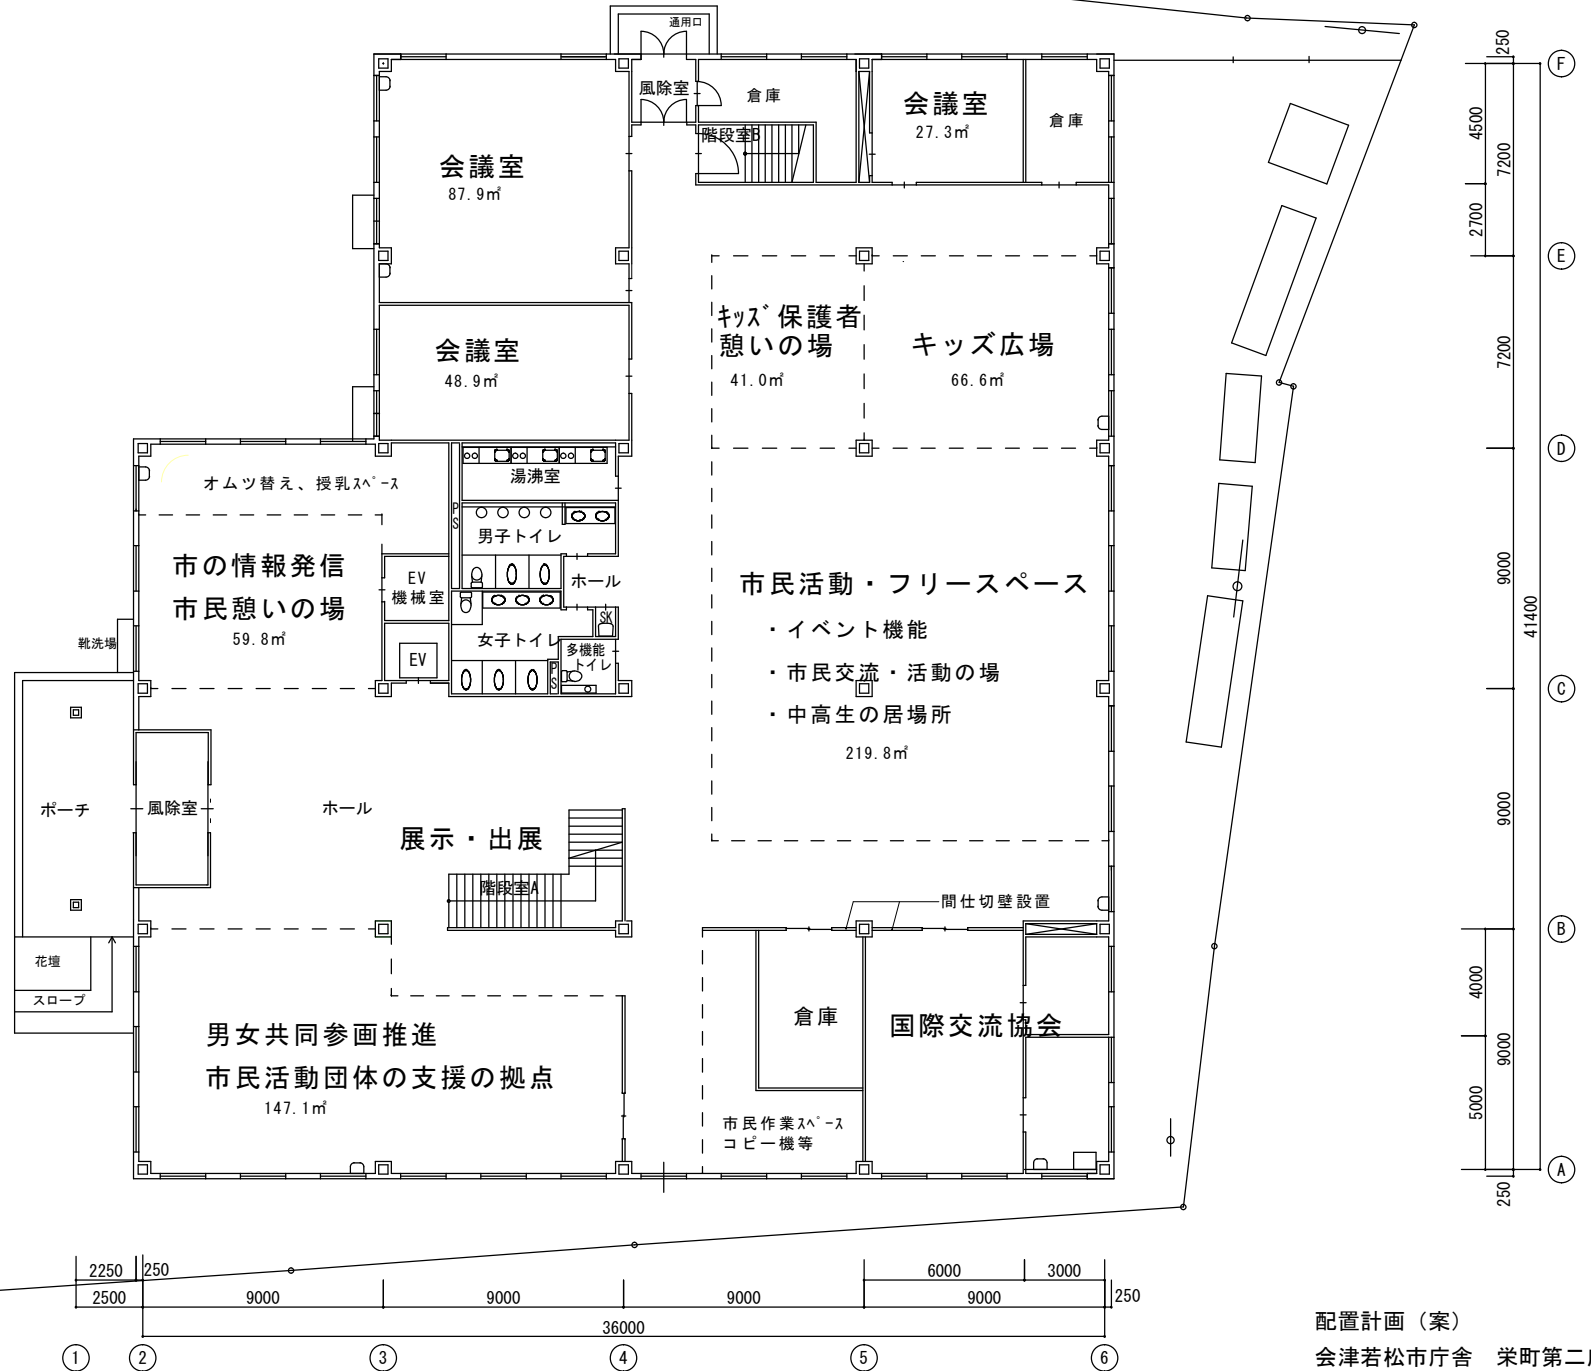 通用口
風除室
倉庫
階段室B
会議室
27.3㎡
倉庫
会議室
87.9㎡
会議室
48.9㎡
ｷｯｽﾞ保護者
憩いの場
41.0㎡
キッズ広場
66.6㎡
オムツ替え、授乳ｽﾍﾟｰｽ
PS
湯沸室
男子トイレ
ホール
EV
機械室
市の情報発信
市民憩いの場
59.8㎡
EV
女子トイレ
SK
多機能
トイレ
PS
靴洗場
市民活動・フリースペース
・イベント機能
・市民交流・活動の場
・中高生の居場所
219.8㎡
ポーチ
風除室
ホール
展示・出展
階段室A
間仕切壁設置
花壇
スロープ
男女共同参画推進
市民活動団体の支援の拠点
147.1㎡
倉庫
国際交流協会
市民作業ｽﾍﾟｰｽ
コピー機等
250
F
4500
7200
2700
E
7200
D
9000
41400
C
9000
B
4000
9000
5000
A
250
2250
250
6000
3000
2500
9000
9000
9000
9000
250
36000
1
2
3
4
5
6
配置計画（案）
会津若松市庁舎　栄町第二